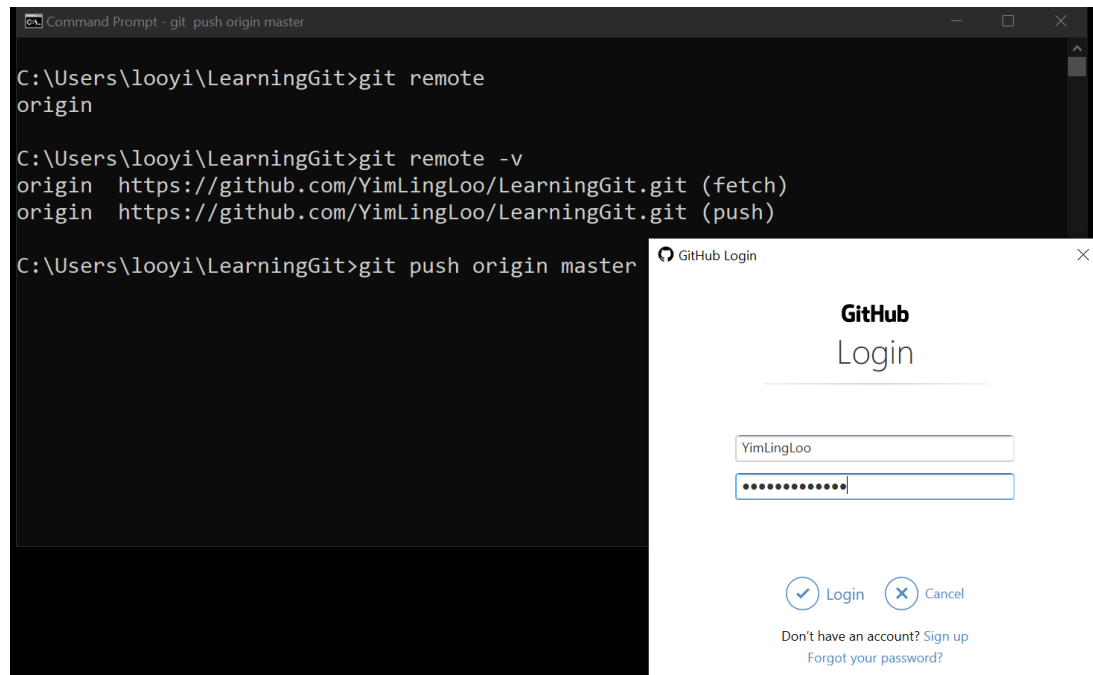 Command Prompt - git  push origin master
C:\Users\looyi\LearningGit>git remote
origin
C:\Users\looyi\LearningGit>git remote -v
origin  https://github.com/YimLingLoo/LearningGit.git (fetch)
origin  https://github.com/YimLingLoo/LearningGit.git (push)
C:\Users\looyi\LearningGit>git push origin master
GitHub Login
GitHub
Login
YimLingLoo
•••••••••••••
Login Cancel
Don't have an account? Sign up
Forgot your password?